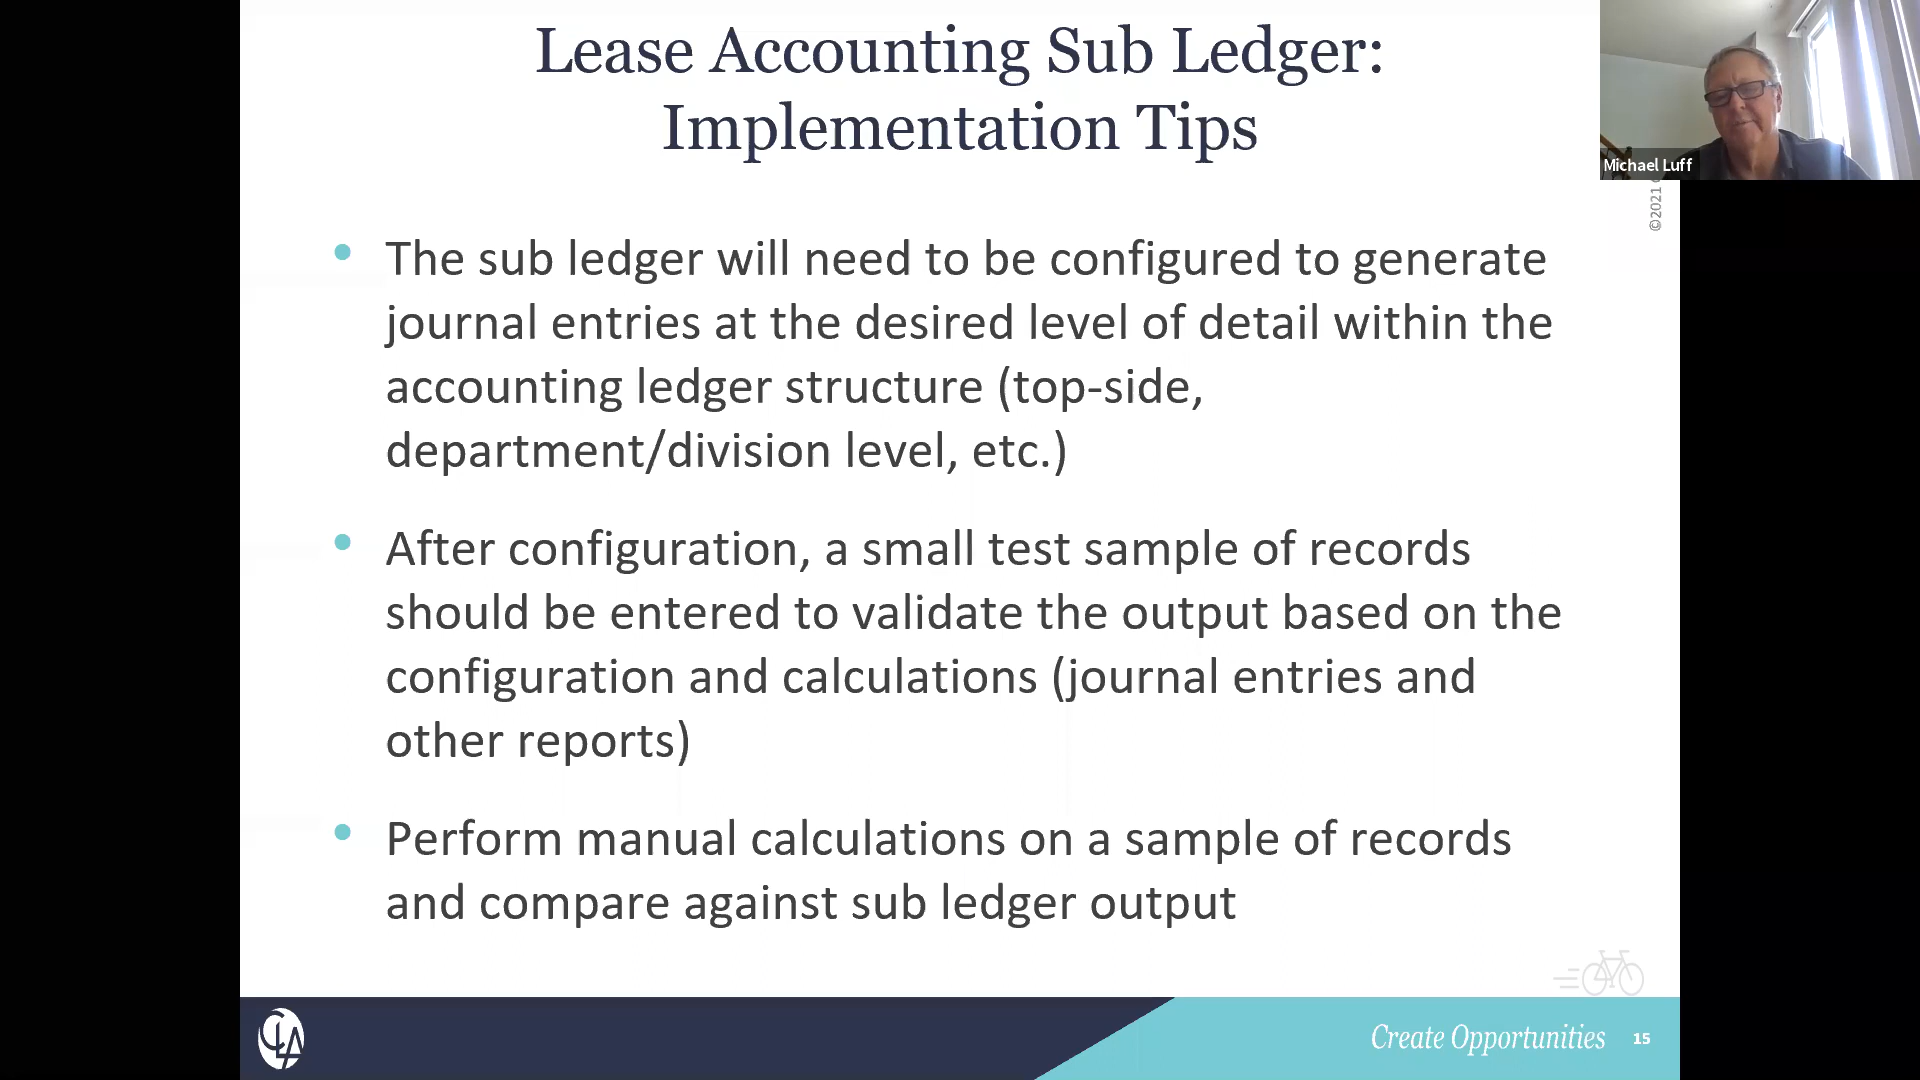 Lease Accounting Sub Ledger:
Implementation Tips
Michael Luff
©2021
• The sub ledger will need to be configured to generate
journal entries at the desired level of detail within the
accounting ledger structure (top-side,
department/division level, etc.)
• After configuration, a small test sample of records
should be entered to validate the output based on the
configuration and calculations (journal entries and
other reports)
• Perform manual calculations on a sample of records
and compare against sub ledger output
CLA
Create Opportunities 15